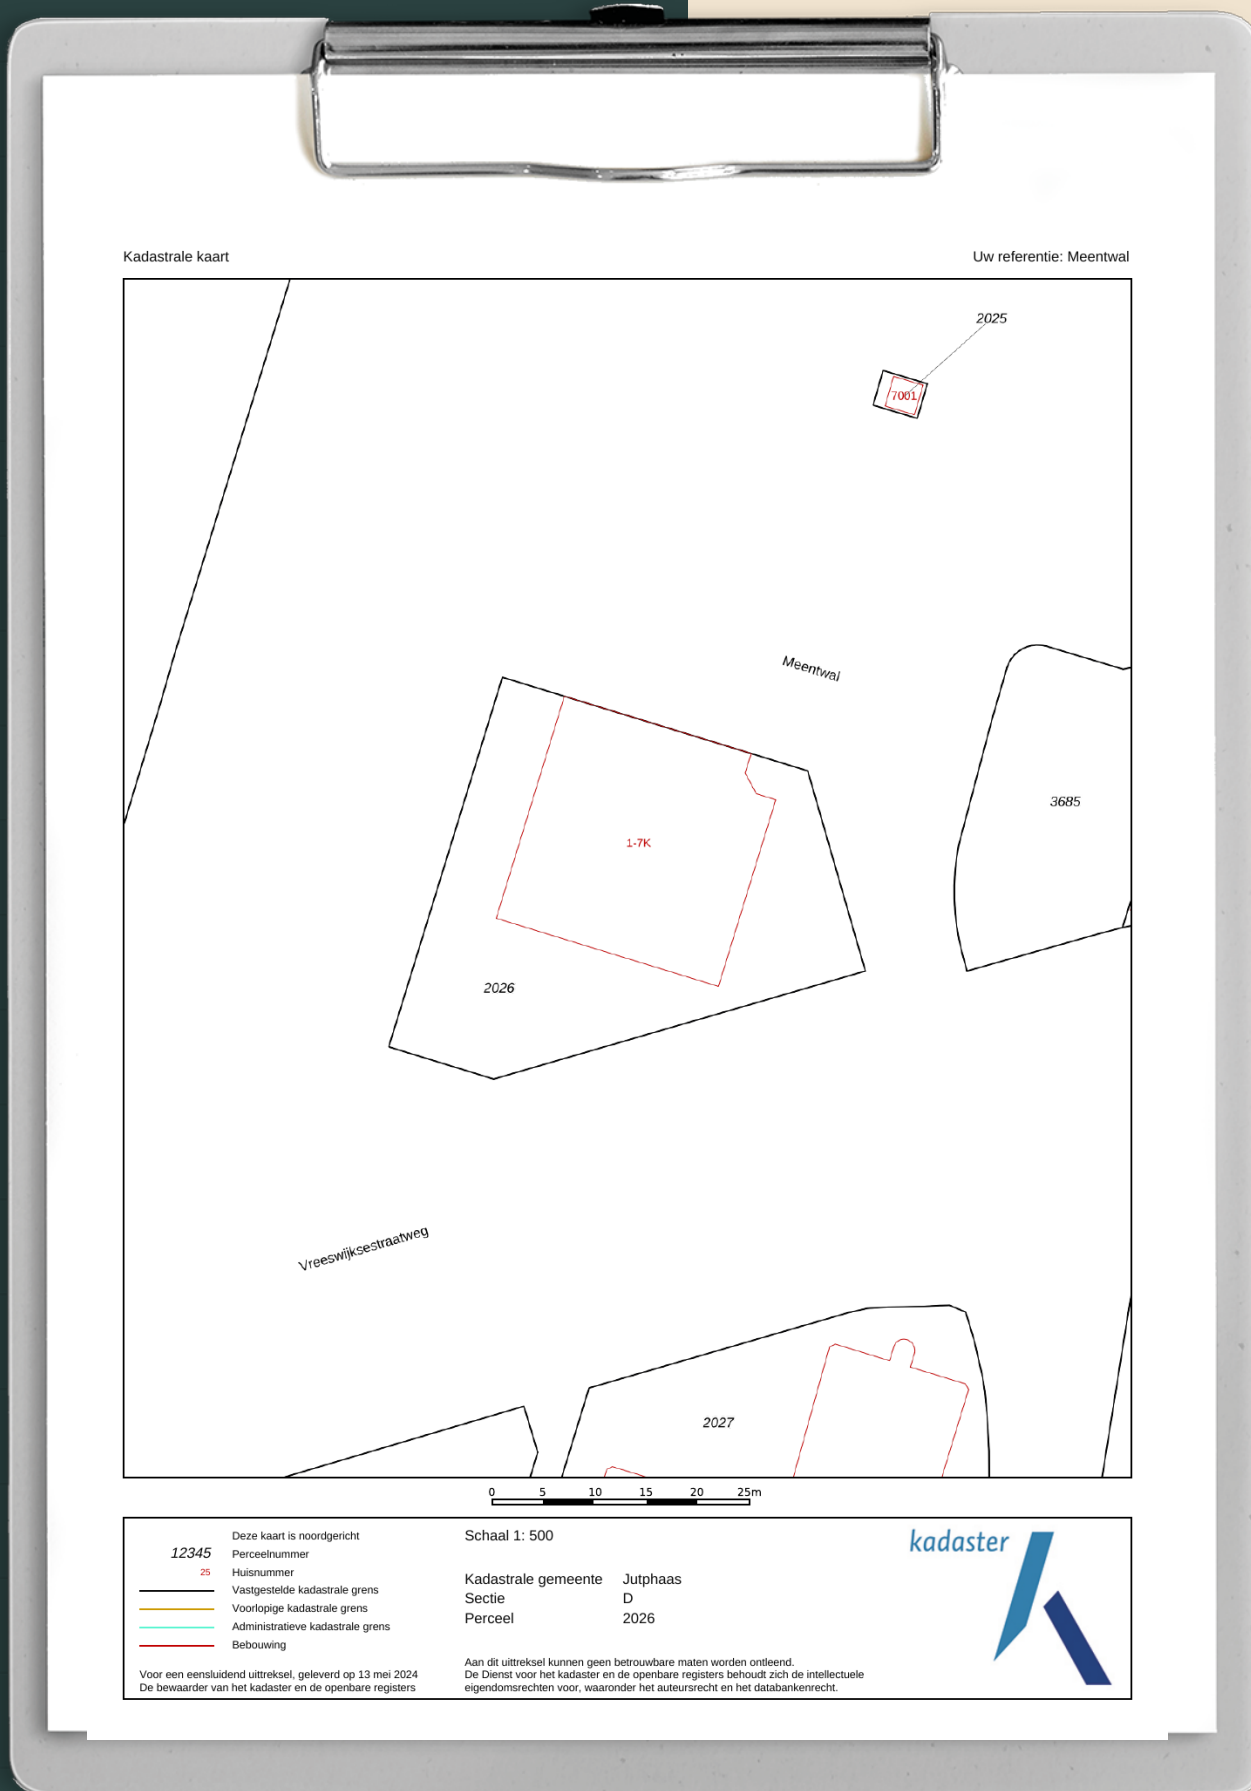 Kadastrale kaart
Uw referentie: Meentwal
2025
7001
Meentwal
3685
1-7K
2026
Vreeswijksestraatweg
2027
0 5 10 15 20 25m
Deze kaart is noordgericht
12345 Perceelnummer
25 Huisnummer
Vastgestelde kadastrale grens
Voorlopige kadastrale grens
Administratieve kadastrale grens
Bebouwing
Voor een eensluidend uittreksel, geleverd op 13 mei 2024
De bewaarder van het kadaster en de openbare registers
Schaal 1: 500
Kadastrale gemeente Jutphaas
Sectie D
Perceel 2026
Aan dit uittreksel kunnen geen betrouwbare maten worden ontleend.
De Dienst voor het kadaster en de openbare registers behoudt zich de intellectuele
eigendomsrechten voor, waaronder het auteursrecht en het databankenrecht.
kadaster